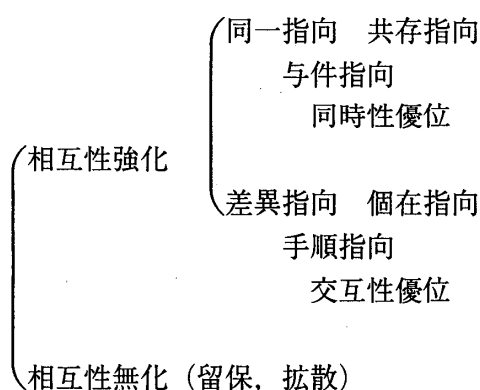 同一指向　共存指向
与件指向
同時性優位
相互性強化
差異指向　個在指向
手順指向
交互性優位
相互性無化（留保，拡散）